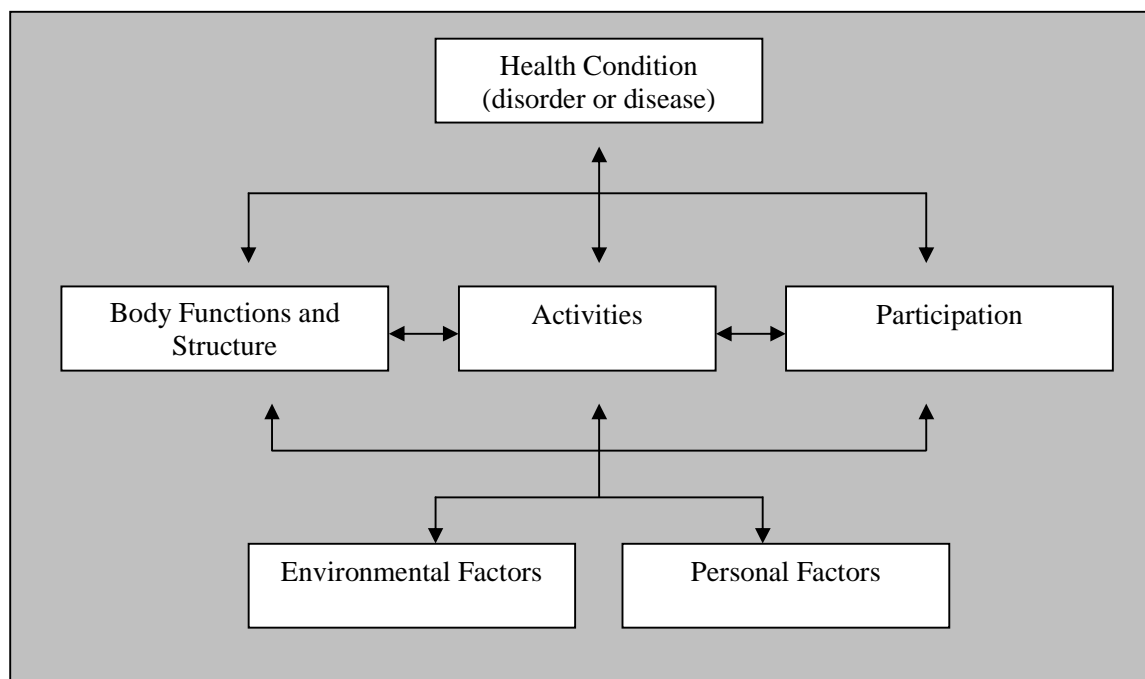 Health Condition
(disorder or disease)
Body Functions and
Structure
Activities
Participation
Environmental Factors
Personal Factors